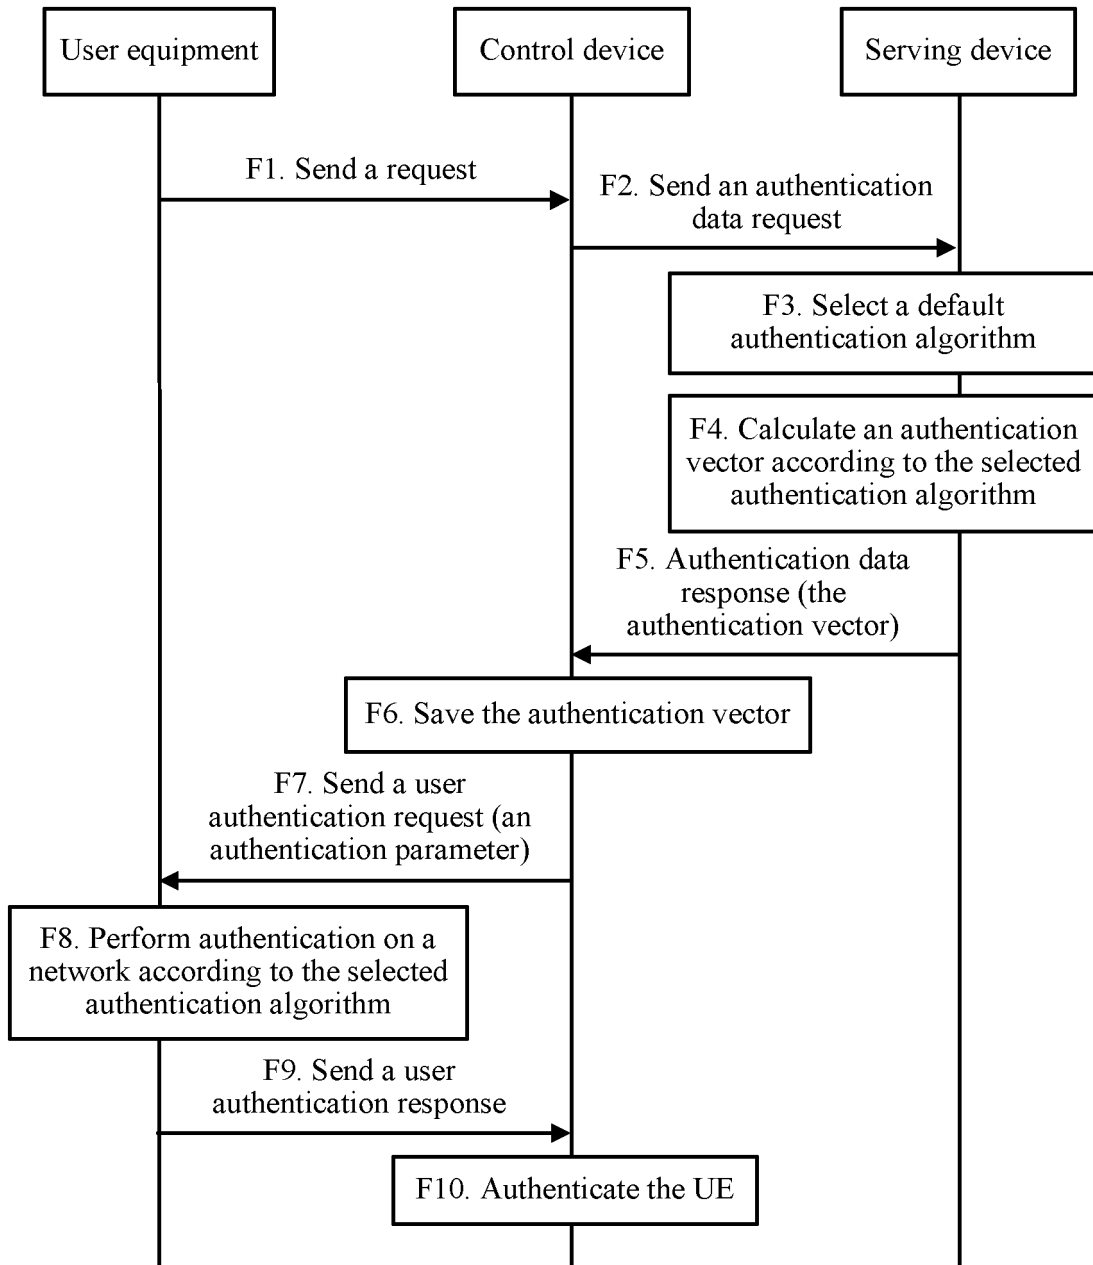 User equipment
Control device
Serving device
F1. Send a request
F2. Send an authentication
data request
F3. Select a default
authentication algorithm
F4. Calculate an authentication
vector according to the selected
authentication algorithm
F5. Authentication data
response (the
authentication vector)
F6. Save the authentication vector
F7. Send a user
authentication request (an
authentication parameter)
F8. Perform authentication on a
network according to the selected
authentication algorithm
F9. Send a user
authentication response
F10. Authenticate the UE